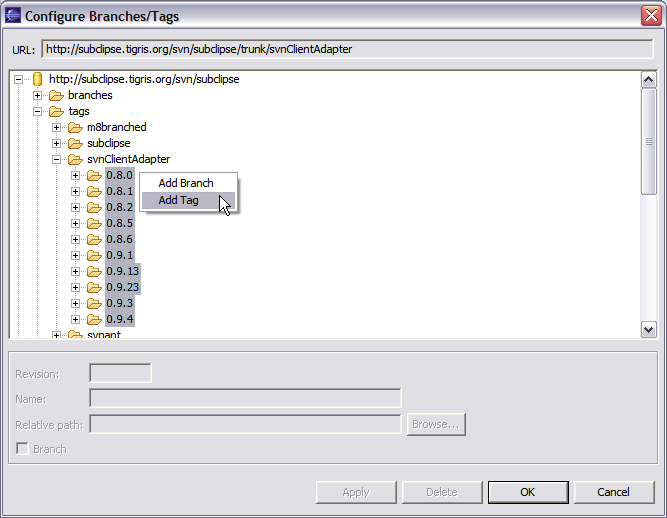 Configure Branches/Tags
URL: http://subclipse.tigris.org/svn/subclipse/trunk/svnClientAdapter
http://subclipse.tigris.org/svn/subclipse
branches
tags
m8branched
subclipse
svnClientAdapter
0.8.0
Add Branch
0.8.1
Add Tag
0.8.2
0.8.5
0.8.6
0.9.1
0.9.13
0.9.23
0.9.3
0.9.4
svnant
Revision:
Name:
Relative path: Browse...
Branch
Apply Delete OK Cancel